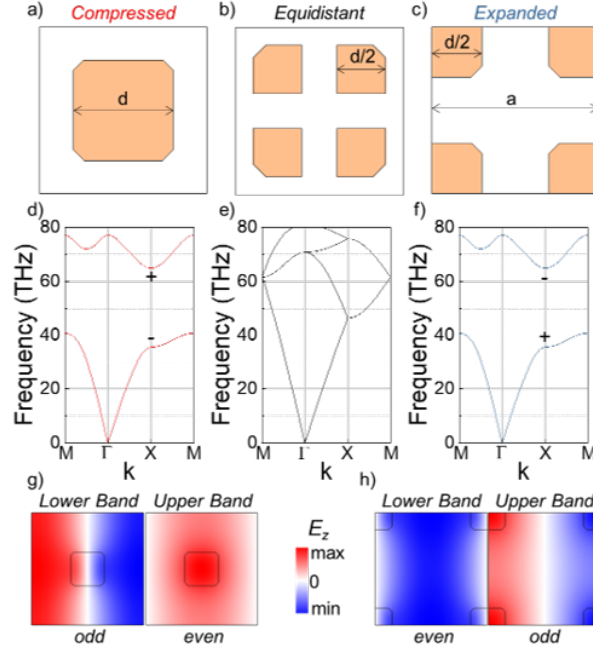 a) Compressed b) Equidistant c) Expanded
d
d/2
d/2
a
d) e) f)
80 80 80
60 60 60
40 40 40
20 20 20
0 0 0
Frequency (THz) Frequency (THz) Frequency (THz)
+
-
-
+
M Γ X M M Γ X M M Γ X M
k k k
g) h)
Lower Band Upper Band Lower Band Upper Band
E_z
max
0
min
odd even even odd